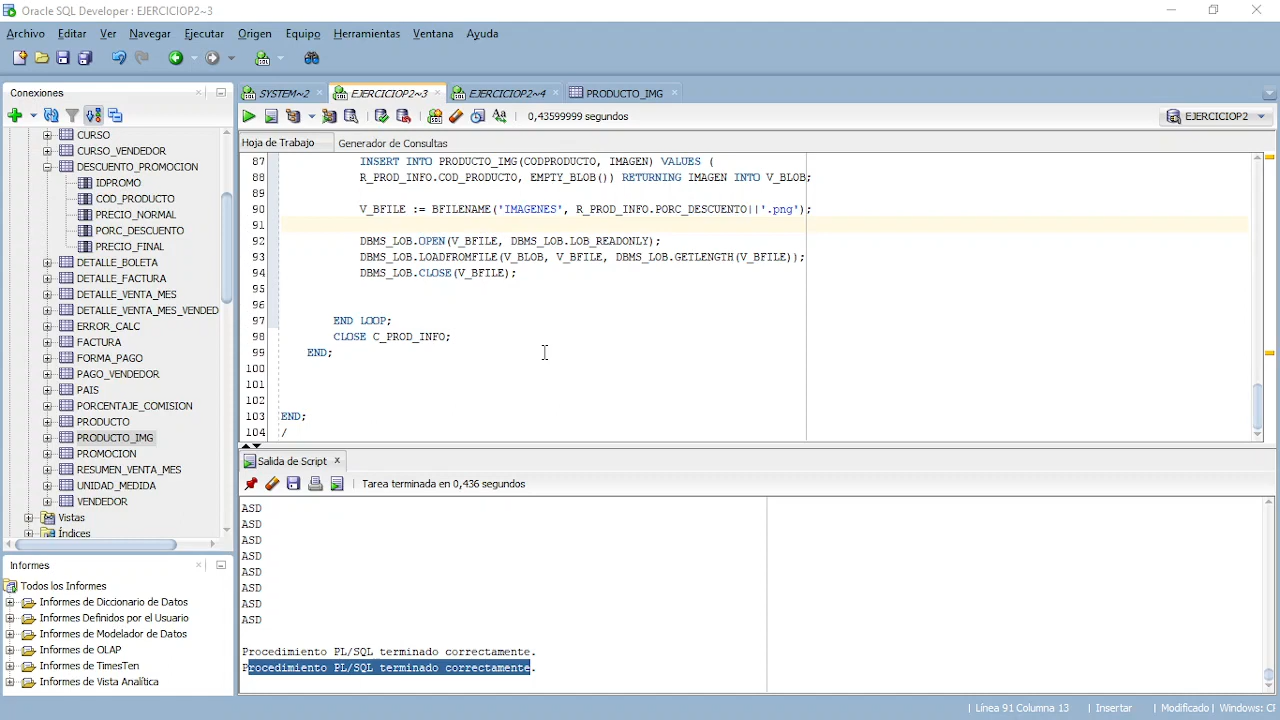 Oracle SQL Developer : EJERCICIOP2~3
Archivo Editar Ver Navegar Ejecutar Origen Equipo Herramientas Ventana Ayuda
Conexiones
CURSO
CURSO_VENDEDOR
DESCUENTO_PROMOCION
IDPROMO
COD_PRODUCTO
PRECIO_NORMAL
PORC_DESCUENTO
PRECIO_FINAL
DETALLE_BOLETA
DETALLE_FACTURA
DETALLE_VENTA_MES
DETALLE_VENTA_MES_VENDED
ERROR_CALC
FACTURA
FORMA_PAGO
PAGO_VENDEDOR
PAIS
PORCENTAJE_COMISION
PRODUCTO
PRODUCTO_IMG
PROMOCION
RESUMEN_VENTA_MES
UNIDAD_MEDIDA
VENDEDOR
Vistas
Índices
Informes
Todos los Informes
Informes de Diccionario de Datos
Informes Definidos por el Usuario
Informes de Modelador de Datos
Informes de OLAP
Informes de TimesTen
Informes de Vista Analítica
SYSTEM~2 EJERCICIOP2~3 EJERCICIOP2~4 PRODUCTO_IMG
0,43599999 segundos
EJERCICIOP2
Hoja de Trabajo Generador de Consultas
87 INSERT INTO PRODUCTO_IMG(CODPRODUCTO, IMAGEN) VALUES (
88 R_PROD_INFO.COD_PRODUCTO, EMPTY_BLOB()) RETURNING IMAGEN INTO V_BLOB;
89
90 V_BFILE := BFILENAME('IMAGENES', R_PROD_INFO.PORC_DESCUENTO||'.png');
91
92 DBMS_LOB.OPEN(V_BFILE, DBMS_LOB.LOB_READONLY);
93 DBMS_LOB.LOADFROMFILE(V_BLOB, V_BFILE, DBMS_LOB.GETLENGTH(V_BFILE));
94 DBMS_LOB.CLOSE(V_BFILE);
95
96
97 END LOOP;
98 CLOSE C_PROD_INFO;
99 END;
100
101
102
103 END;
104 /
Salida de Script
Tarea terminada en 0,436 segundos
ASD
ASD
ASD
ASD
ASD
ASD
ASD
ASD
Procedimiento PL/SQL terminado correctamente.
Procedimiento PL/SQL terminado correctamente.
Línea 91 Columna 13 Insertar Modificado Windows: CF